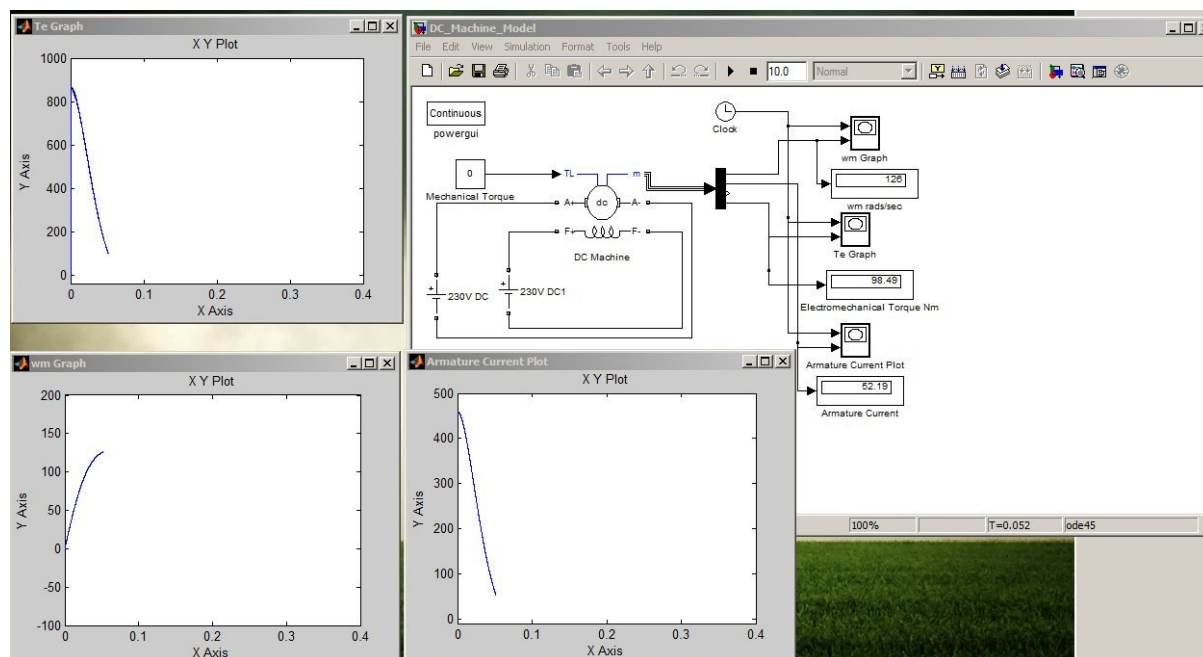 Te Graph
X Y Plot
1000
800
600
400
200
0
Y Axis
0 0.1 0.2 0.3 0.4
X Axis
DC_Machine_Model
File Edit View Simulation Format Tools Help
10.0 Normal
Continuous
powergui
Clock
wm Graph
0
Mechanical Torque
TL
m
126
wm rads/sec
A+
dc
A-
F+
F-
DC Machine
Te Graph
230V DC
230V DC1
98.49
Electromechanical Torque Nm
Armature Current Plot
52.19
Armature Current
100% T=0.052 ode45
wm Graph
X Y Plot
200
150
100
50
0
-50
-100
Y Axis
0 0.1 0.2 0.3 0.4
X Axis
Armature Current Plot
X Y Plot
500
400
300
200
100
0
Y Axis
0 0.1 0.2 0.3 0.4
X Axis